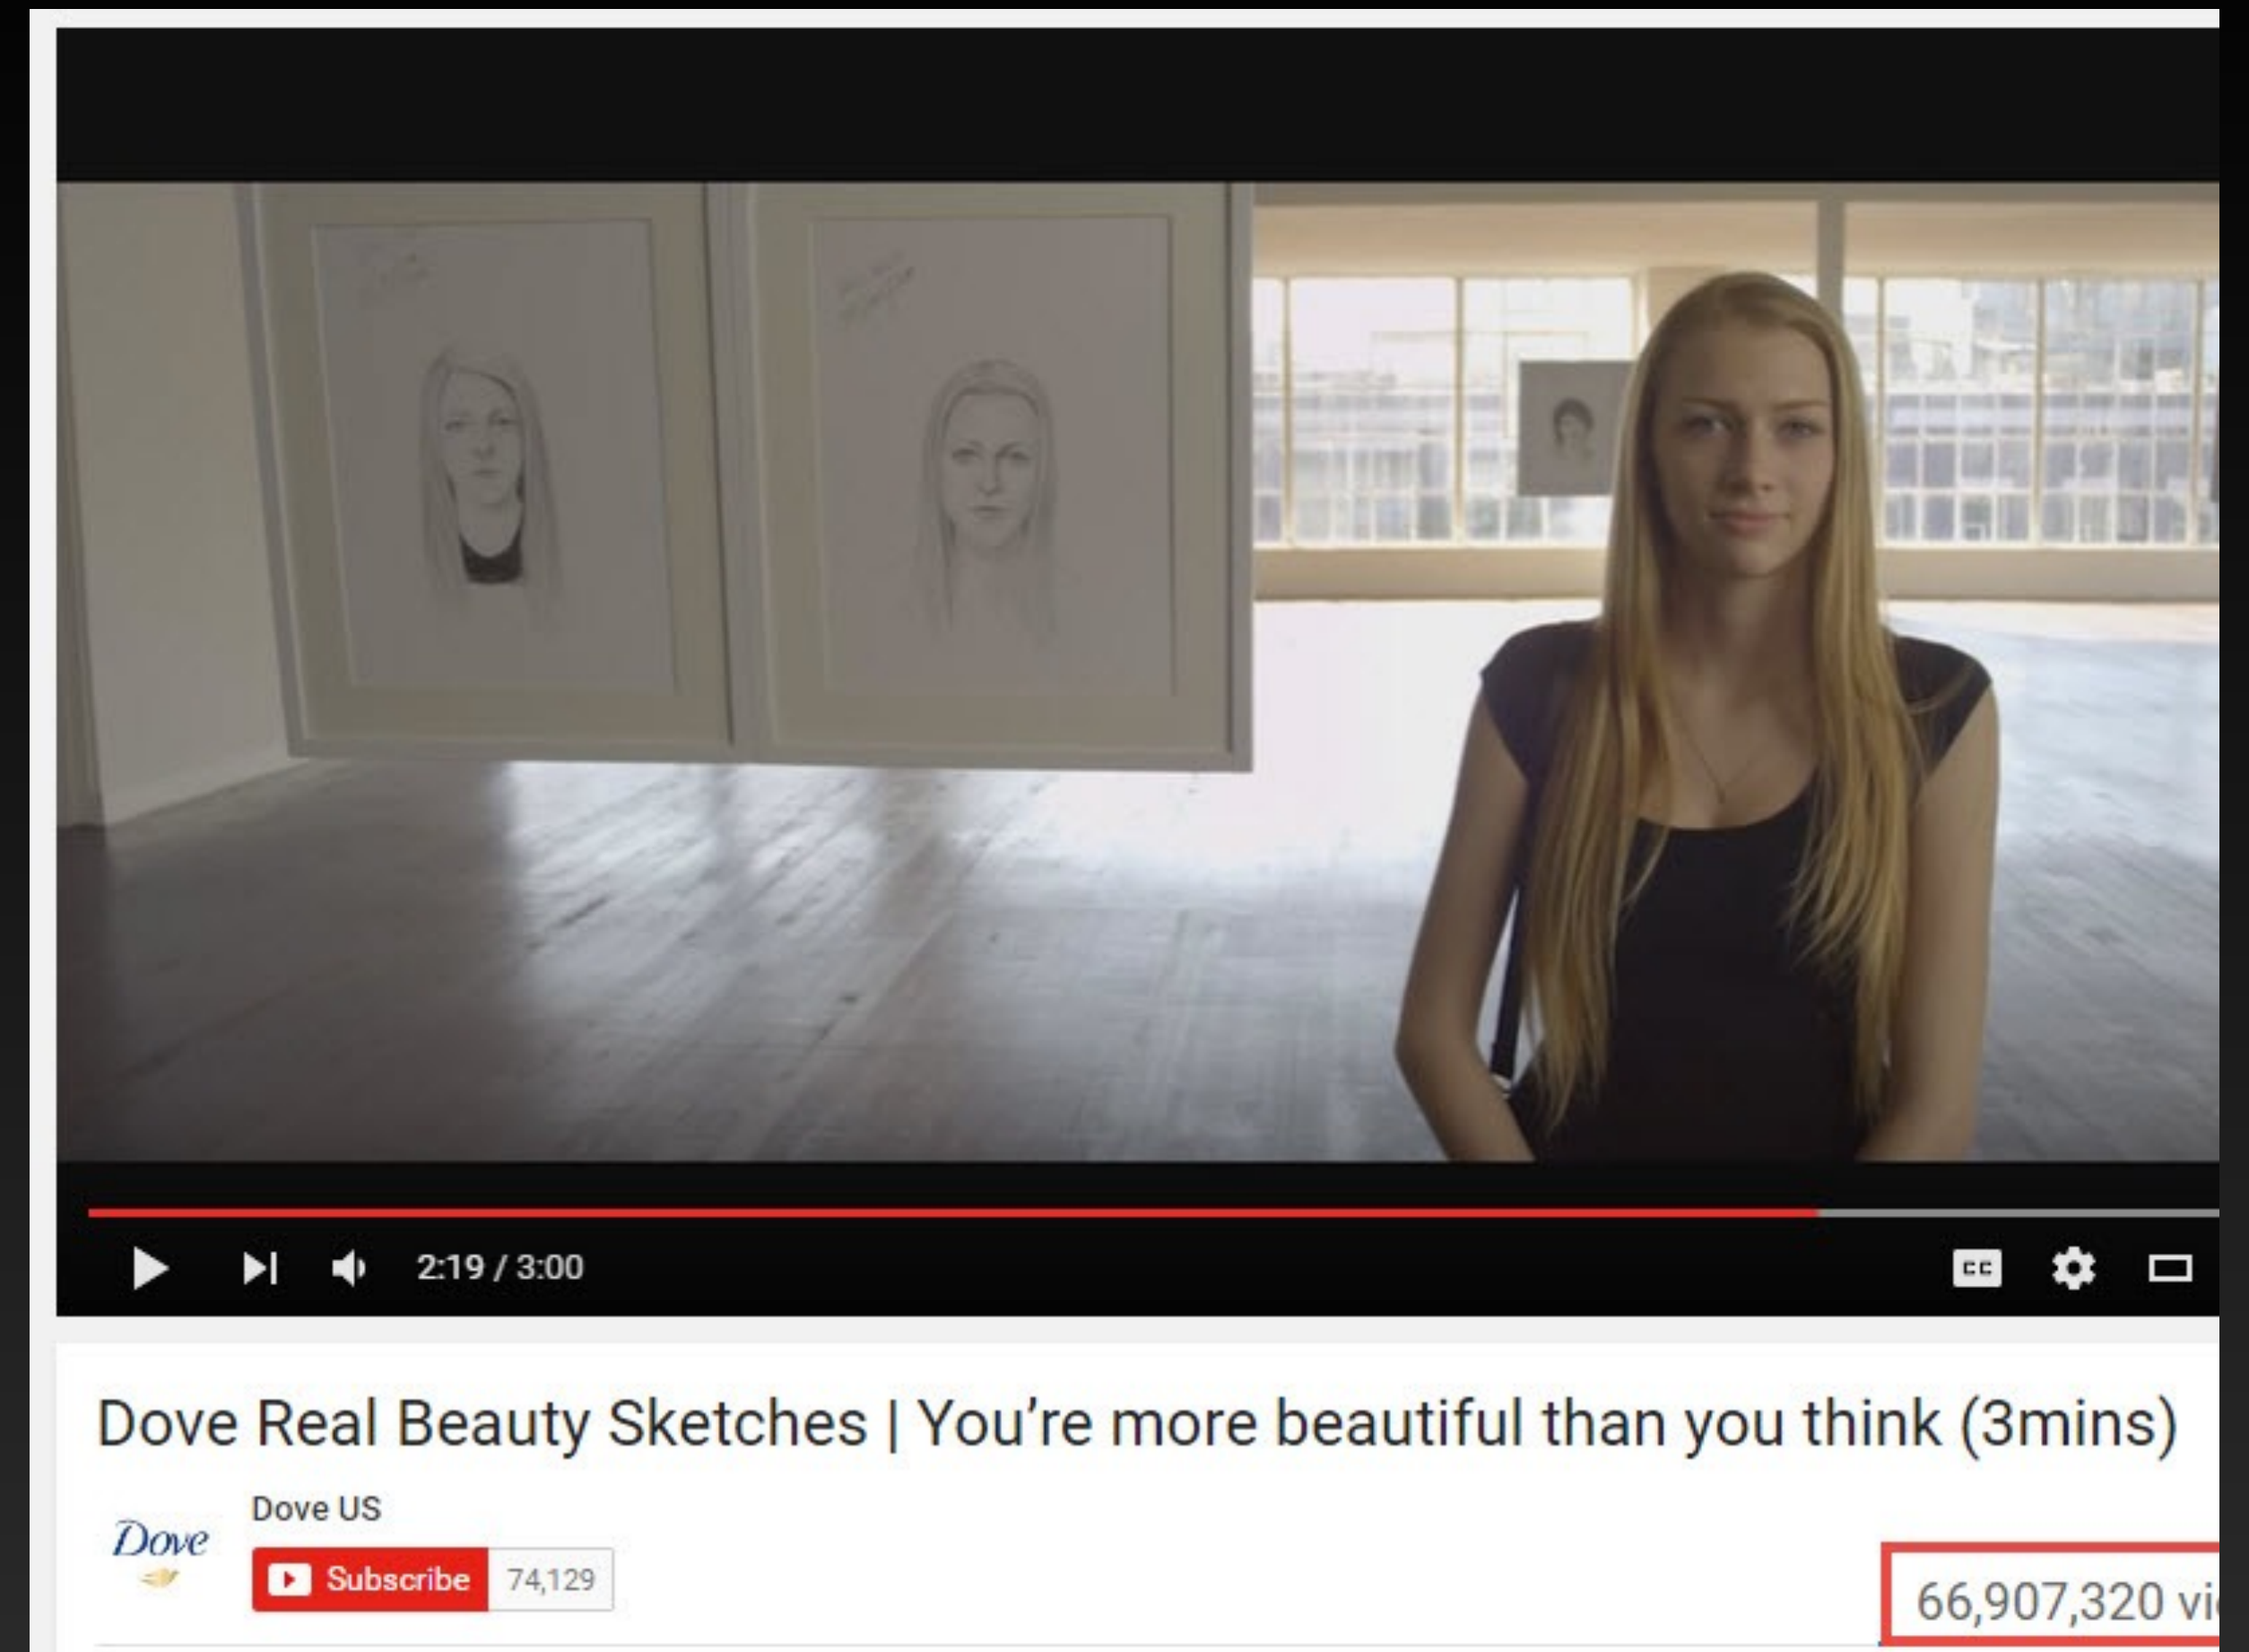 2:19 / 3:00
CC
Dove Real Beauty Sketches | You’re more beautiful than you think (3mins)
Dove US
Dove
Subscribe 74,129
66,907,320